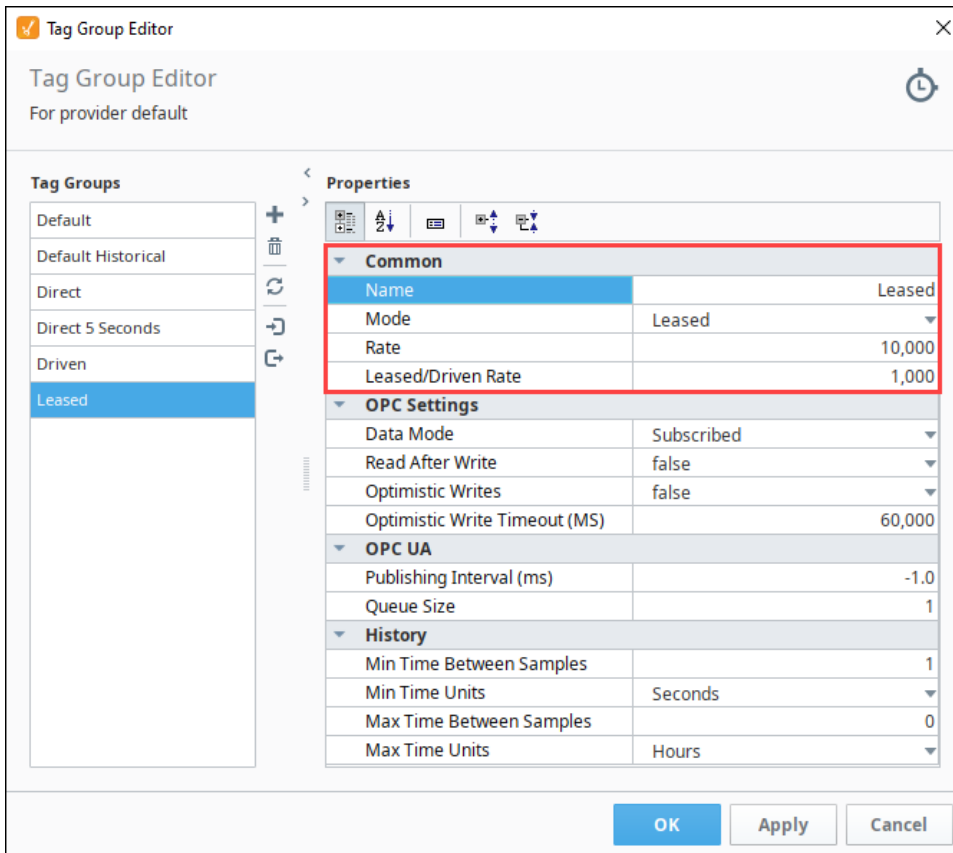 Tag Group Editor
Tag Group Editor
For provider default
Tag Groups
Default
Default Historical
Direct
Direct 5 Seconds
Driven
Leased
Properties
Common
Name Leased
Mode Leased
Rate 10,000
Leased/Driven Rate 1,000
OPC Settings
Data Mode Subscribed
Read After Write false
Optimistic Writes false
Optimistic Write Timeout (MS) 60,000
OPC UA
Publishing Interval (ms) -1.0
Queue Size 1
History
Min Time Between Samples 1
Min Time Units Seconds
Max Time Between Samples 0
Max Time Units Hours
OK Apply Cancel